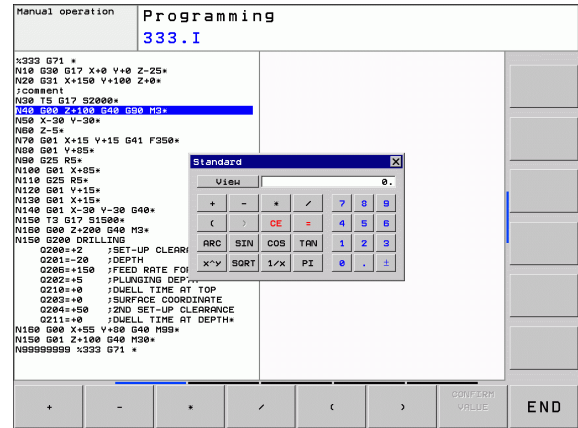 Manual operation
Programming
333.I
%333 G71 *
N10 G30 G17 X+0 Y+0 Z-25*
N20 G31 X+150 Y+100 Z+0*
;comment
N30 T5 G17 S2000*
N40 G00 Z+100 G40 G90 M3*
N50 X-30 Y-30*
N60 Z-5*
N70 G01 X+15 Y+15 G41 F350*
N80 G01 Y+85*
N90 G25 R5*
N100 G01 X+85*
N110 G25 R5*
N120 G01 Y+15*
N130 G01 X+15*
N140 G01 X-30 Y-30 G40*
N150 T3 G17 S1500*
N160 G00 Z+200 G40 M3*
N150 G200 DRILLING
Q200=+2 ;SET-UP CLEAR
Q201=-20 ;DEPTH
Q206=+150 ;FEED RATE FO
Q202=+5 ;PLUNGING DEPTH
Q210=+0 ;DWELL TIME AT TOP
Q203=+0 ;SURFACE COORDINATE
Q204=+50 ;2ND SET-UP CLEARANCE
Q211=+0 ;DWELL TIME AT DEPTH*
N160 G00 X+55 Y+80 G40 M99*
N150 G01 Z+100 G40 M30*
N99999999 %333 G71 *
Standard X
View 0.
+ - * / 7 8 9
( ) CE = 4 5 6
ARC SIN COS TAN 1 2 3
X^Y SQRT 1/X PI 0 . ±
+ - * / ( ) CONFIRM VALUE END